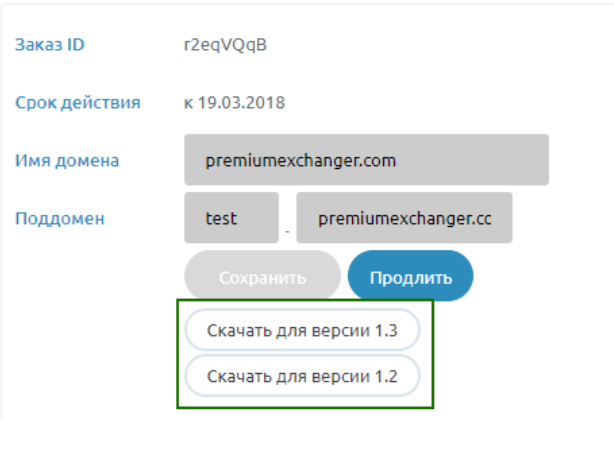 Заказ ID r2eqVQqB
Срок действия к 19.03.2018
Имя домена premiumexchanger.com
Поддомен test . premiumexchanger.cc
Сохранить Продлить
Скачать для версии 1.3
Скачать для версии 1.2